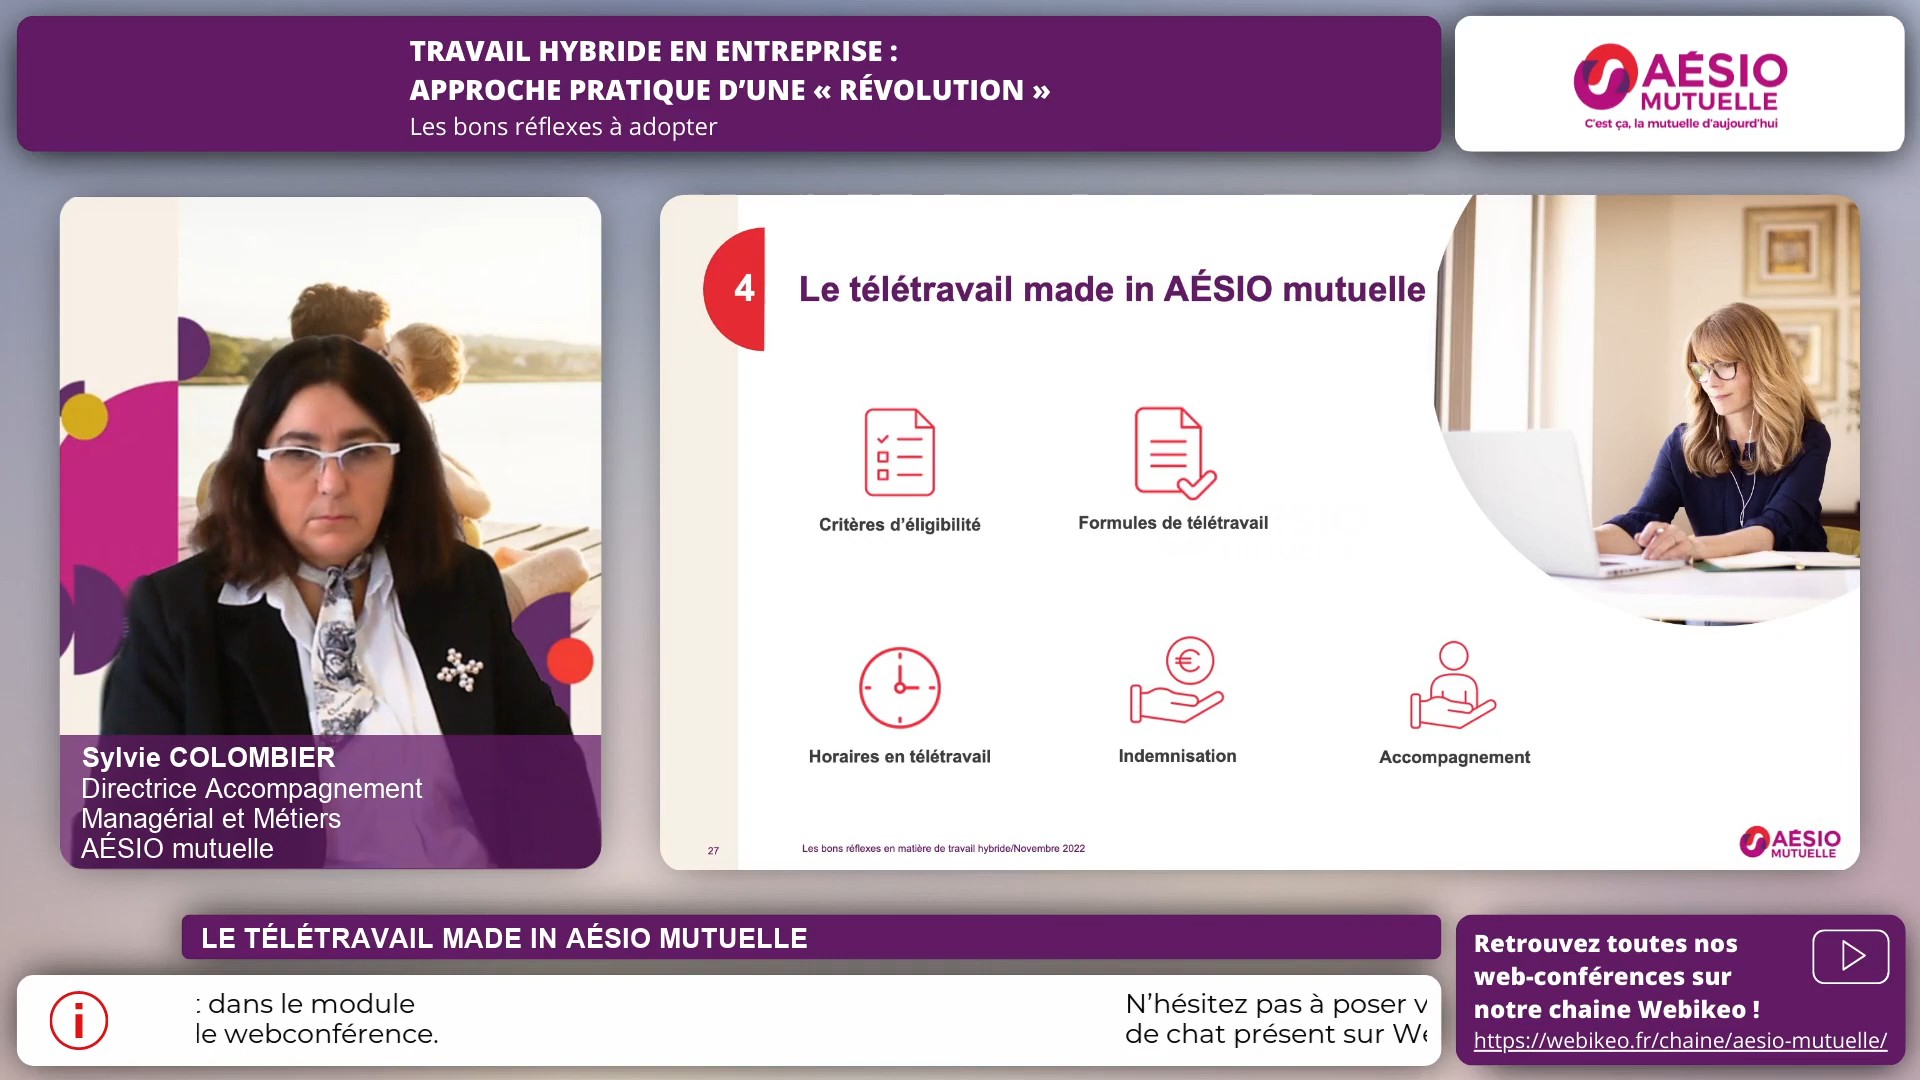 TRAVAIL HYBRIDE EN ENTREPRISE :
APPROCHE PRATIQUE D’UNE « RÉVOLUTION »
Les bons réflexes à adopter
AÉSIO
MUTUELLE
C'est ça, la mutuelle d'aujourd'hui
4
Le télétravail made in AÉSIO mutuelle
Critères d’éligibilité
Formules de télétravail
Horaires en télétravail
Indemnisation
Accompagnement
27
Les bons réflexes en matière de travail hybride/Novembre 2022
AÉSIO
MUTUELLE
Sylvie COLOMBIER
Directrice Accompagnement
Managérial et Métiers
AÉSIO mutuelle
LE TÉLÉTRAVAIL MADE IN AÉSIO MUTUELLE
dans le module
le webconférence.
N’hésitez pas à poser v
de chat présent sur We
Retrouvez toutes nos
web-conférences sur
notre chaine Webikeo !
https://webikeo.fr/chaine/aesio-mutuelle/